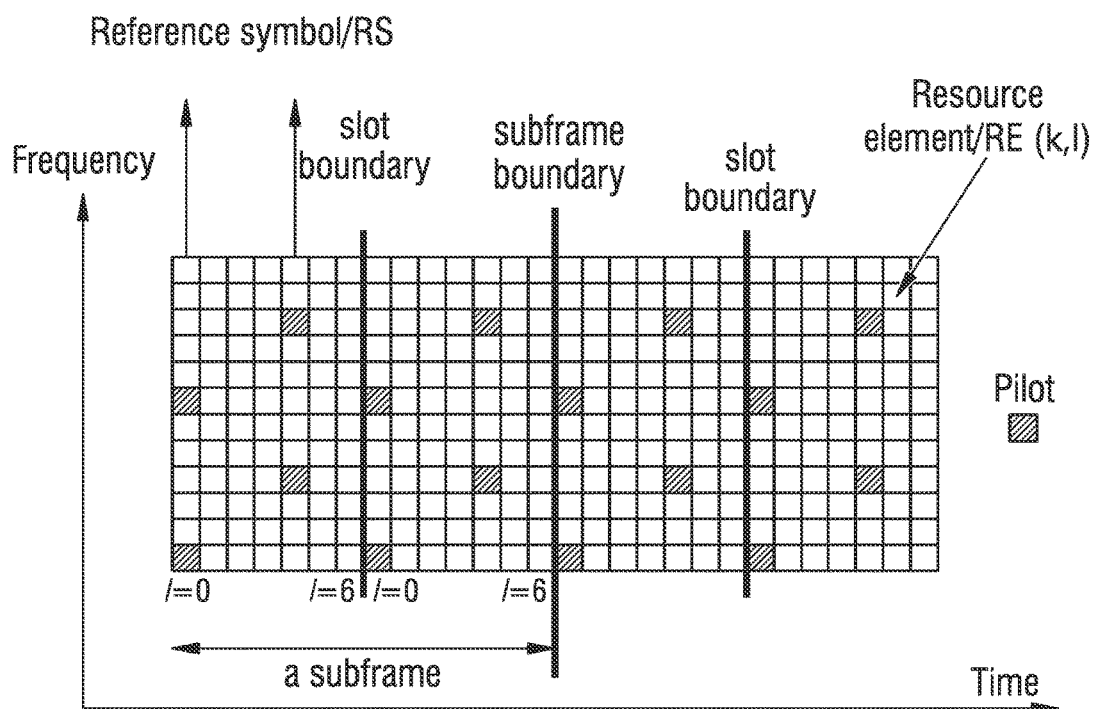 Reference symbol/RS
Frequency
slot
boundary
subframe
boundary
slot
boundary
Resource
element/RE (k,l)
Pilot
l=0
l=6
l=0
l=6
a subframe
Time